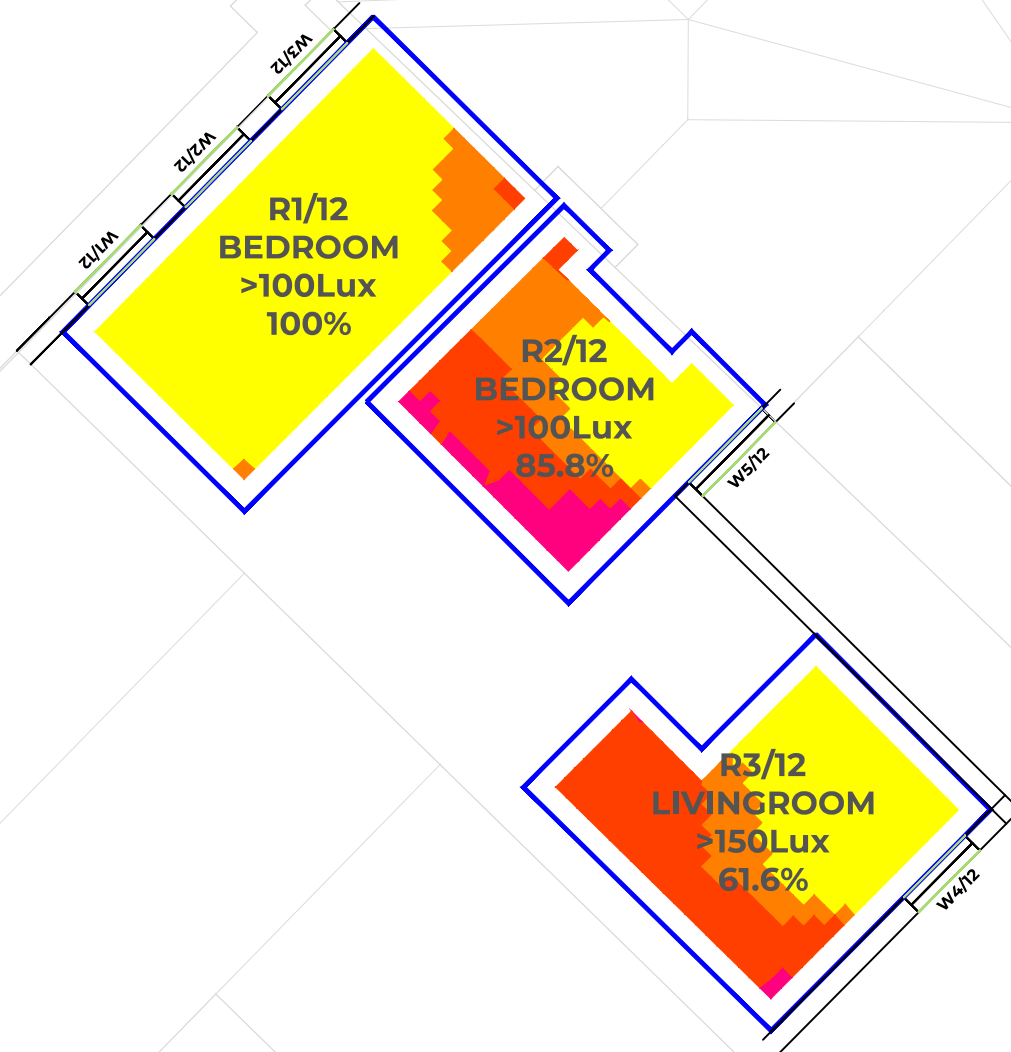 W3/12
W2/12
W1/12
R1/12
BEDROOM
>100Lux
100%
R2/12
BEDROOM
>100Lux
85.8%
W5/12
R3/12
LIVINGROOM
>150Lux
61.6%
W4/12